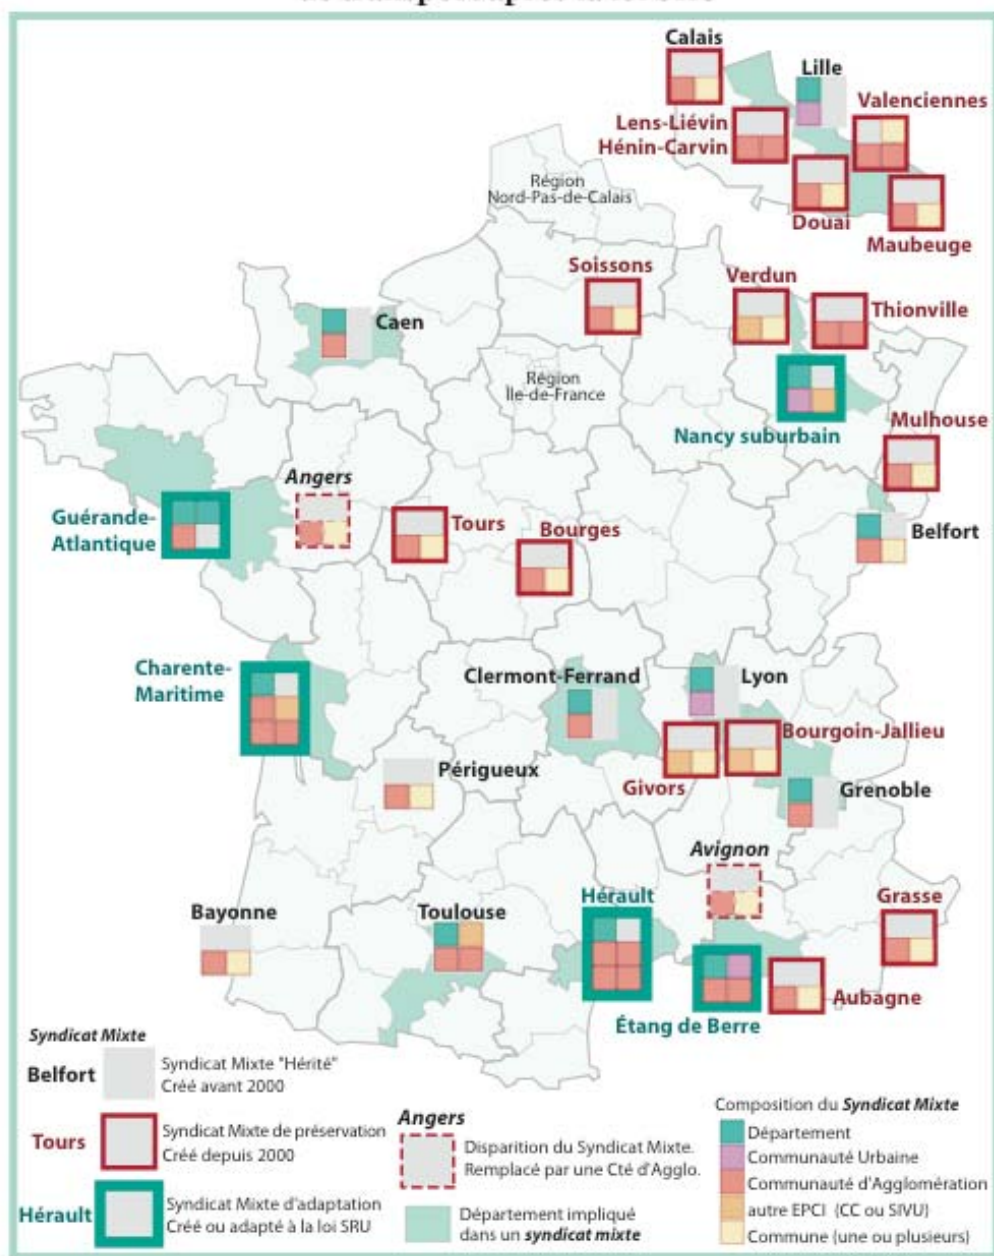 Calais
Lille
Valenciennes
Lens-Liévin
Hénin-Carvin
Région
Nord-Pas-de-Calais
Douai
Maubeuge
Soissons
Verdun
Thionville
Caen
Région
Île-de-France
Nancy suburbain
Mulhouse
Angers
Guérande-
Atlantique
Tours
Bourges
Belfort
Charente-
Maritime
Clermont-Ferrand
Lyon
Bourgoin-Jallieu
Périgueux
Givors
Grenoble
Avignon
Bayonne
Toulouse
Hérault
Grasse
Aubagne
Étang de Berre
Syndicat Mixte
Belfort
Syndicat Mixte "Hérité"
Créé avant 2000
Tours
Syndicat Mixte de préservation
Créé depuis 2000
Hérault
Syndicat Mixte d'adaptation
Créé ou adapté à la loi SRU
Angers
Disparition du Syndicat Mixte.
Remplacé par une Cté d'Agglo.
Département impliqué
dans un syndicat mixte
Composition du Syndicat Mixte
Département
Communauté Urbaine
Communauté d'Agglomération
autre EPCI (CC ou SIVU)
Commune (une ou plusieurs)